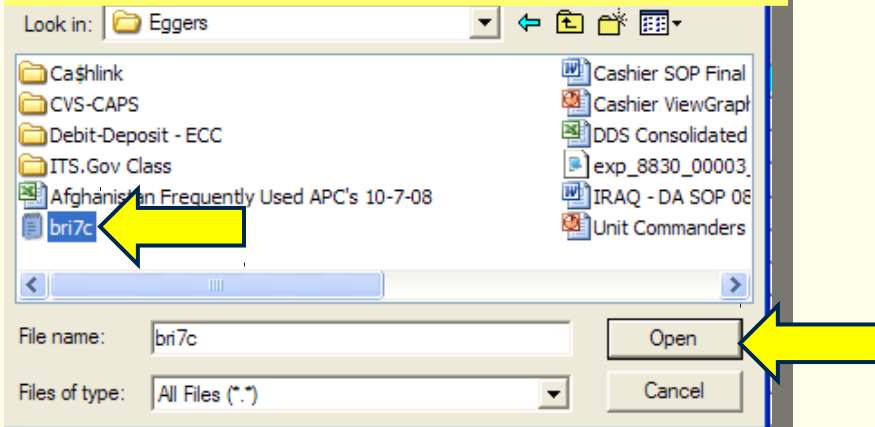 Look in: Eggers
Ca$hlink
CVS-CAPS
Debit-Deposit - ECC
ITS.Gov Class
Afghanistan Frequently Used APC's 10-7-08
bri7c
Cashier SOP Final
Cashier ViewGraph
DDS Consolidated
exp_8830_00003_
IRAQ - DA SOP 08
Unit Commanders
File name: bri7c Open
Files of type: All Files (*.*) Cancel